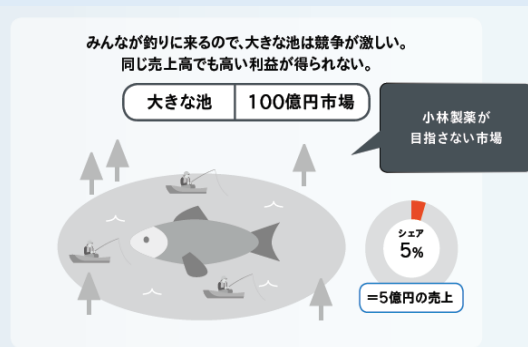 みんなが釣りに来るので、大きな池は競争が激しい。
同じ売上高でも高い利益が得られない。
大きな池 100億円市場
小林製薬が
目指さない市場
シェア
5%
=5億円の売上